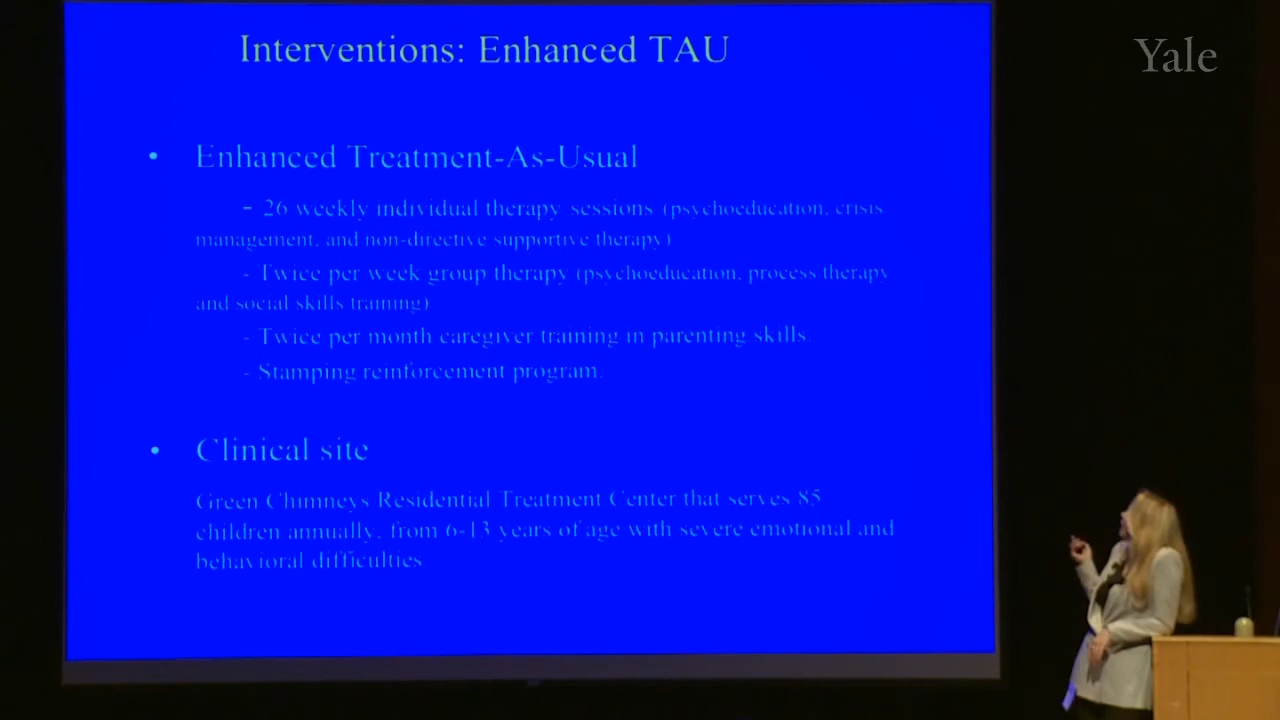 Interventions: Enhanced TAU
Yale
• Enhanced Treatment-As-Usual
- 26 weekly individual therapy sessions (psychoeducation, crisis
management, and non-directive supportive therapy)
- Twice per week group therapy (psychoeducation, process therapy
and social skills training)
- Twice per month caregiver training in parenting skills.
- Stamping reinforcement program.
• Clinical site
Green Chimneys Residential Treatment Center that serves 85
children annually, from 6-13 years of age with severe emotional and
behavioral difficulties